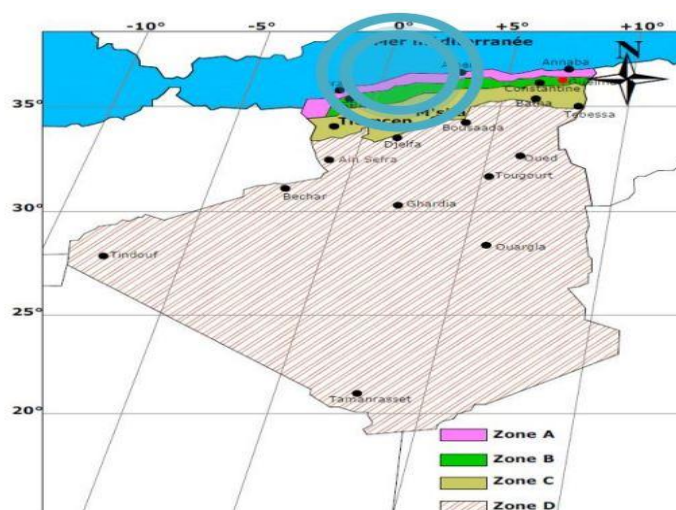 -10° -5° 0° +5° +10°
Mer méditerranée
Annaba
N
Constantine
35°
Batna
Tebessa
Bousaada
Djelfa
Ain Sefra
Oued
Tougourt
Bechar
30°
Ghardia
Ouargla
Tindouf
25°
Tamanrasset
20°
Zone A
Zone B
Zone C
Zone D